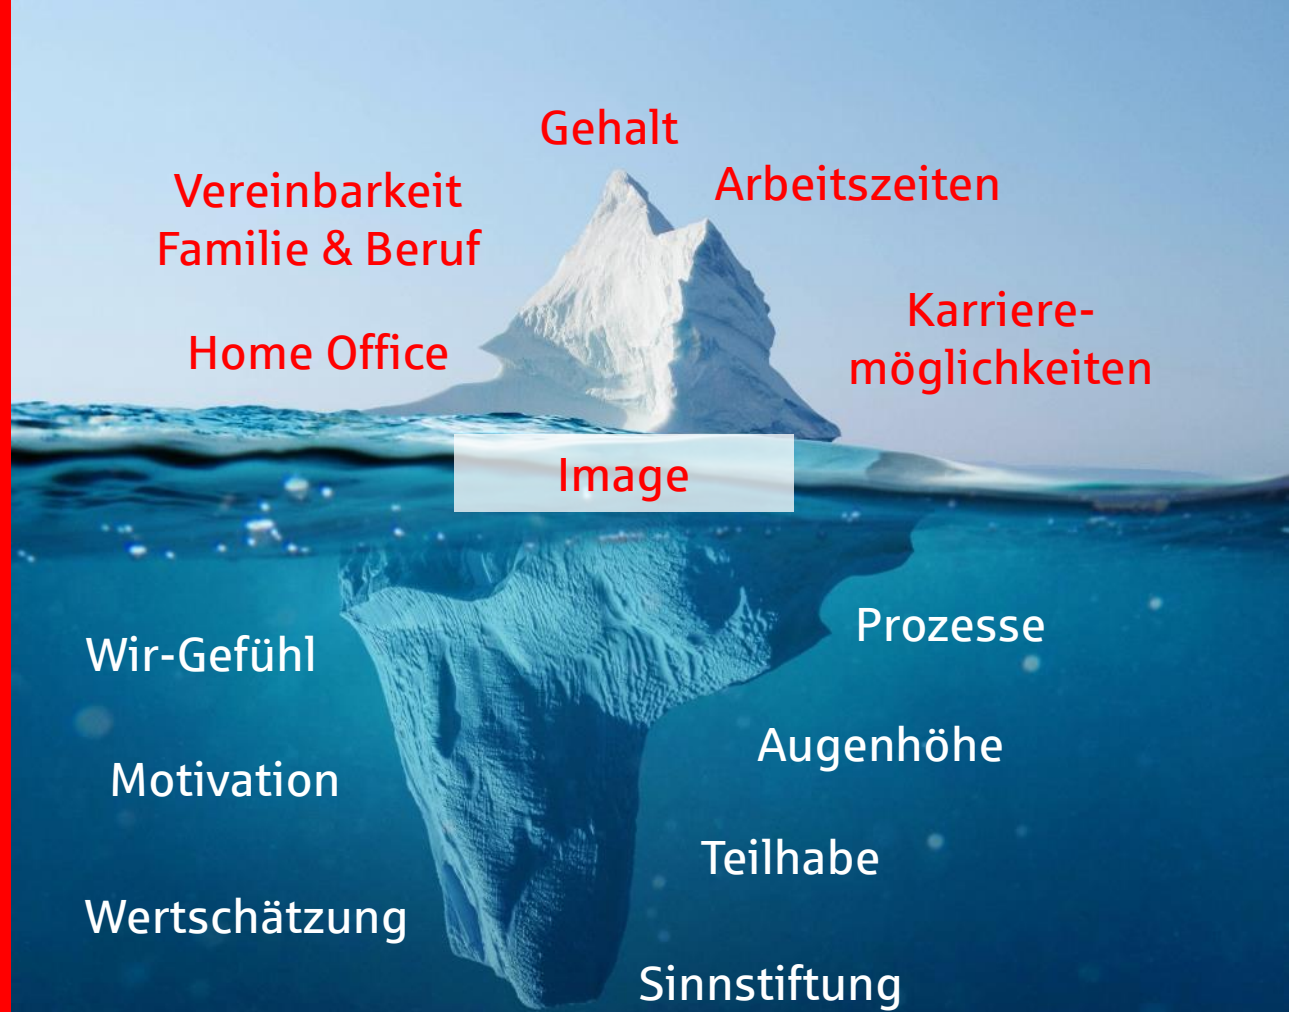 Gehalt
Arbeitszeiten
Vereinbarkeit
Familie & Beruf
Karriere-
möglichkeiten
Home Office
Image
Prozesse
Wir-Gefühl
Augenhöhe
Motivation
Teilhabe
Wertschätzung
Sinnstiftung